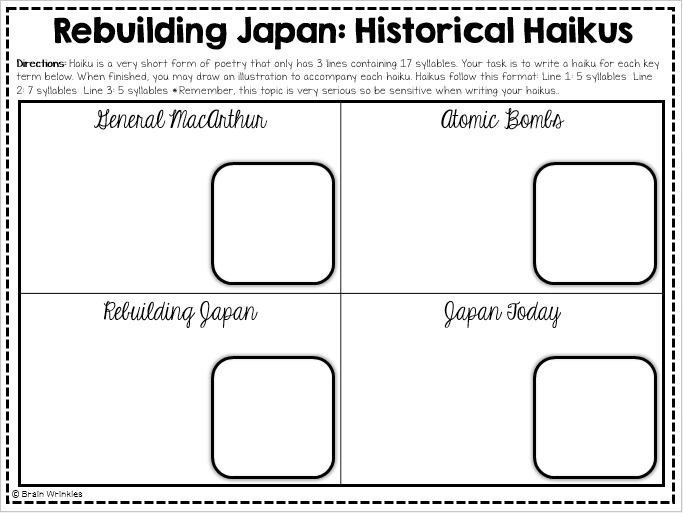 Rebuilding Japan: Historical Haikus
Directions: Haiku is a very short form of poetry that only has 3 lines containing 17 syllables. Your task is to write a haiku for each key
term below. When finished, you may draw an illustration to accompany each haiku. Haikus follow this format: Line 1: 5 syllables Line
2: 7 syllables Line 3: 5 syllables *Remember, this topic is very serious so be sensitive when writing your haikus..
General MacArthur
Atomic Bombs
Rebuilding Japan
Japan Today
© Brain Wrinkles